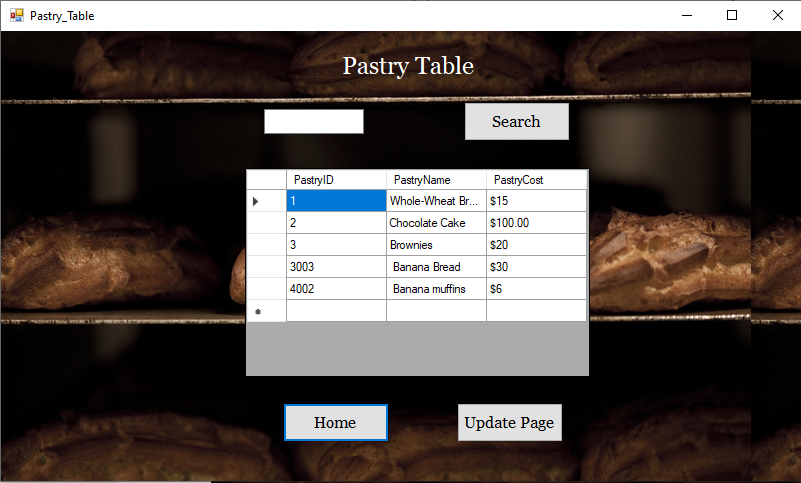 Pastry_Table
Pastry Table
Search
PastryID PastryName PastryCost
1 Whole-Wheat Br... $15
2 Chocolate Cake $100.00
3 Brownies $20
3003 Banana Bread $30
4002 Banana muffins $6
Home Update Page